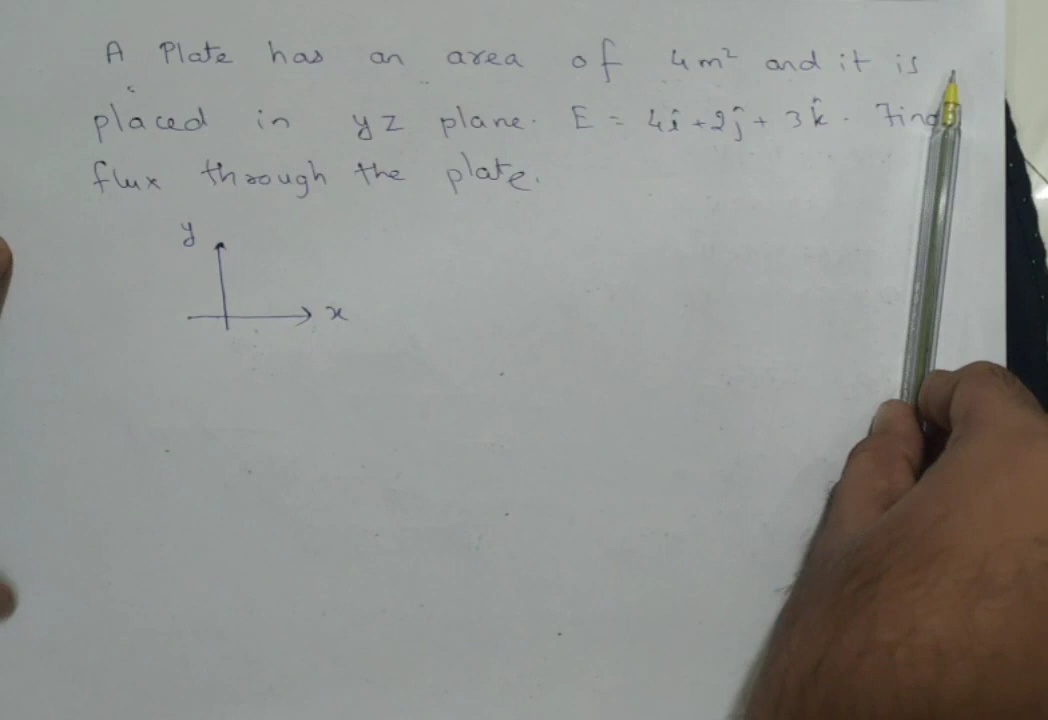 A Plate has an area of 4m² and it is
placed in yz plane. E = 4î + 2ĵ + 3k̂. Find
flux through the plate.
y
x